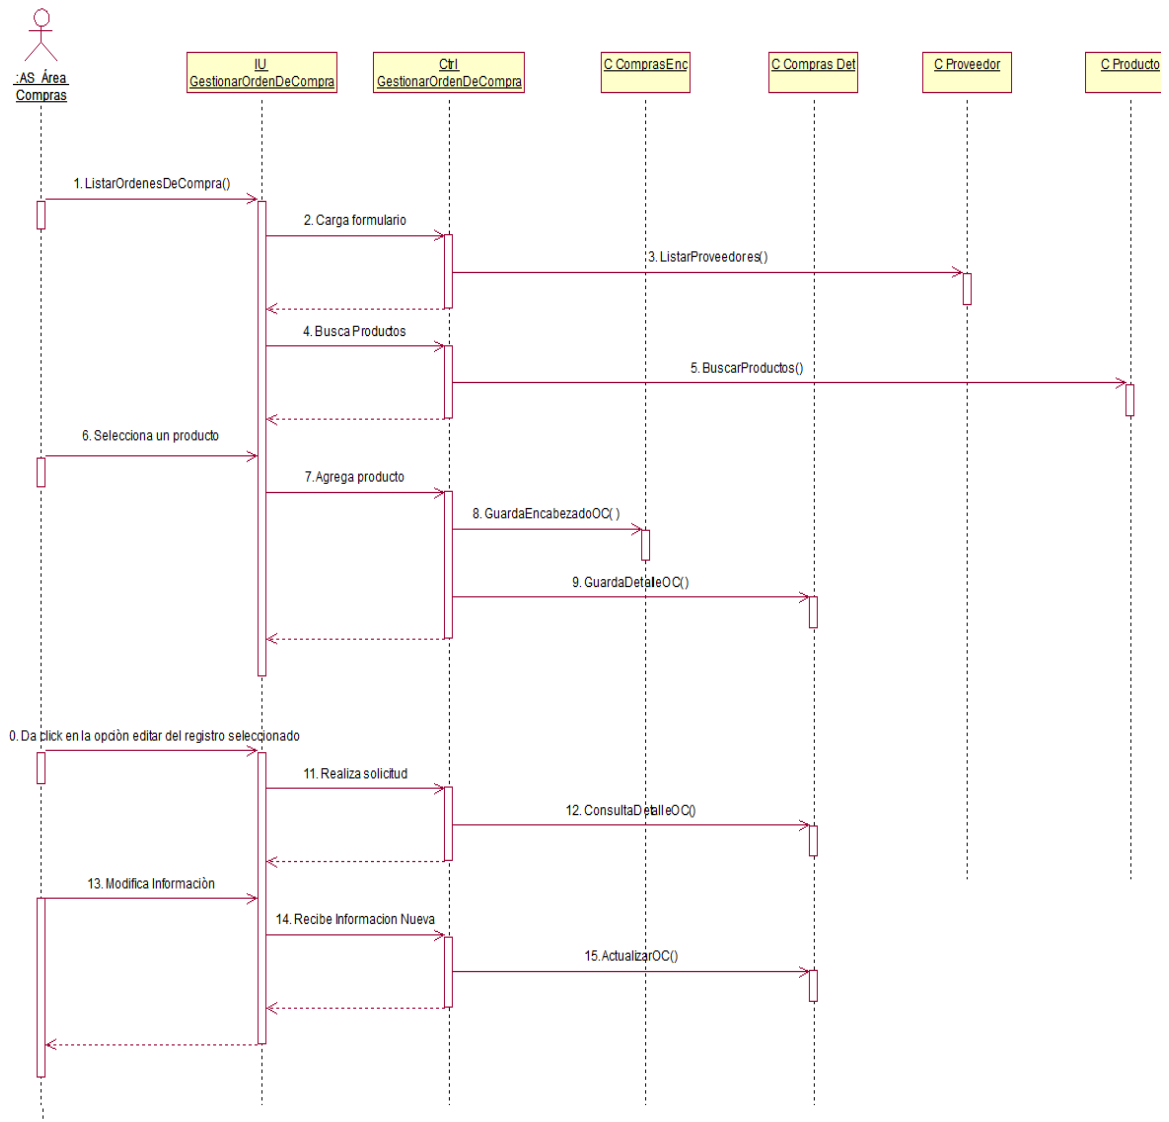 :AS_Área
Compras
IU
GestionarOrdenDeCompra
Ctrl
GestionarOrdenDeCompra
C ComprasEnc
C Compras Det
C Proveedor
C Producto
1. ListarOrdenesDeCompra()
2. Carga formulario
3. ListarProveedores()
4. Busca Productos
5. BuscarProductos()
6. Selecciona un producto
7. Agrega producto
8. GuardaEncabezadoOC( )
9. GuardaDetalleOC()
0. Da click en la opciòn editar del registro seleccionado
11. Realiza solicitud
12. ConsultaDetalleOC()
13. Modifica Informaciòn
14. Recibe Informacion Nueva
15. ActualizarOC()